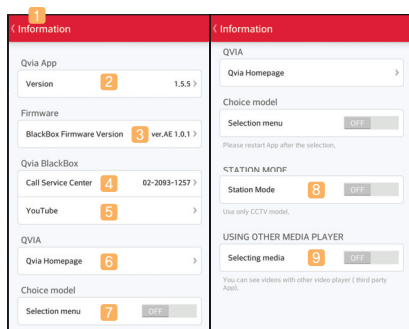 1
Information
Qvia App
Version 2 1.5.5 >
Firmware
BlackBox Firmware Version 3 ver.AE 1.0.1 >
Qvia BlackBox
Call Service Center 4 02-2093-1257 >
YouTube 5 >
QVIA
Qvia Homepage 6 >
Choice model
Selection menu 7 OFF
Information
QVIA
Qvia Homepage >
Choice model
Selection menu OFF
Please restart App after the selection.
STATION MODE
Station Mode 8 OFF
Use only CCTV model.
USING OTHER MEDIA PLAYER
Selecting media 9 OFF
You can see videos with other video player ( third party
App).